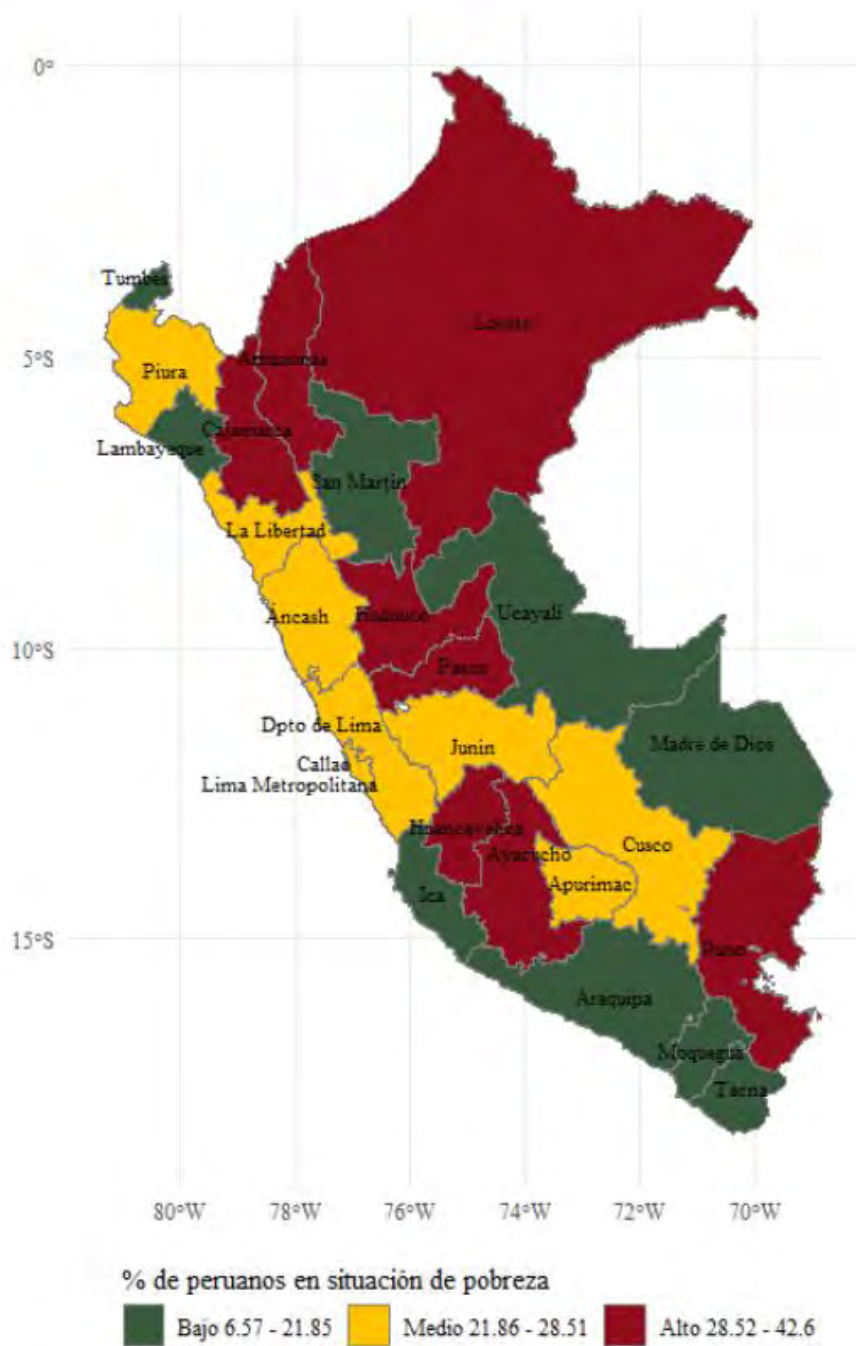 0°
Tumbes
Loreto
Amazonas
5°S
Piura
Cajamarca
Lambayeque
San Martín
La Libertad
Áncash
Huánuco
Ucayali
10°S
Pasco
Dpto de Lima
Junín
Madre de Dios
Callao
Lima Metropolitana
Huancavelica
Cusco
Ayacucho
Apurímac
Ica
15°S
Puno
Araquipa
Moquegua
Tacna
80°W 78°W 76°W 74°W 72°W 70°W
% de peruanos en situación de pobreza
Bajo 6.57 - 21.85 Medio 21.86 - 28.51 Alto 28.52 - 42.6